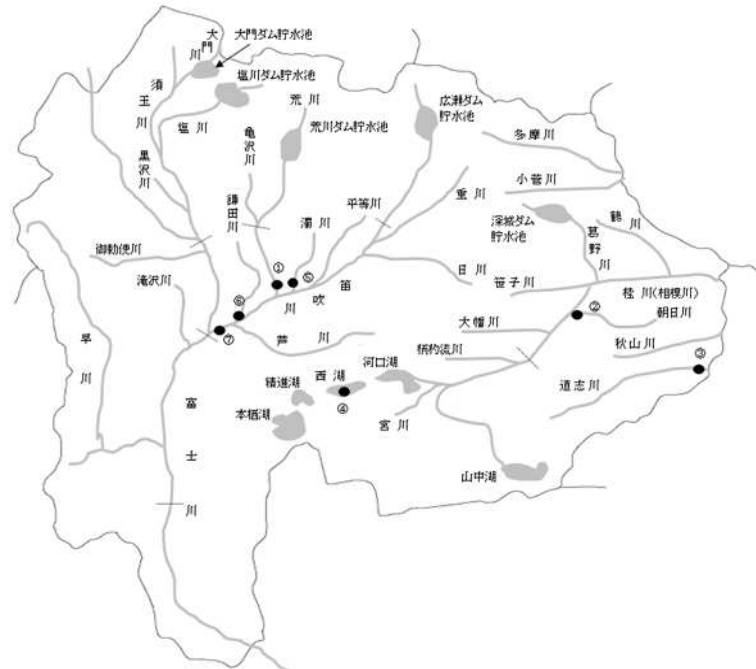 大門川
大門ダム貯水池
塩川ダム貯水池
須玉川
塩川
黒沢川
荒川
荒川ダム貯水池
亀沢川
広瀬ダム
貯水池
多摩川
小菅川
重川
平等川
濁川
鎌田川
深城ダム
貯水池
葛野川
鶴川
御勅使川
滝沢川
日川
笹子川
桂川(相模川)
朝日川
大幡川
柄杓流川
秋山川
道志川
笛吹川
芦川
早川
富士川
精進湖
西湖
河口湖
本栖湖
宮川
山中湖
①
⑤
⑥
⑦
②
③
④